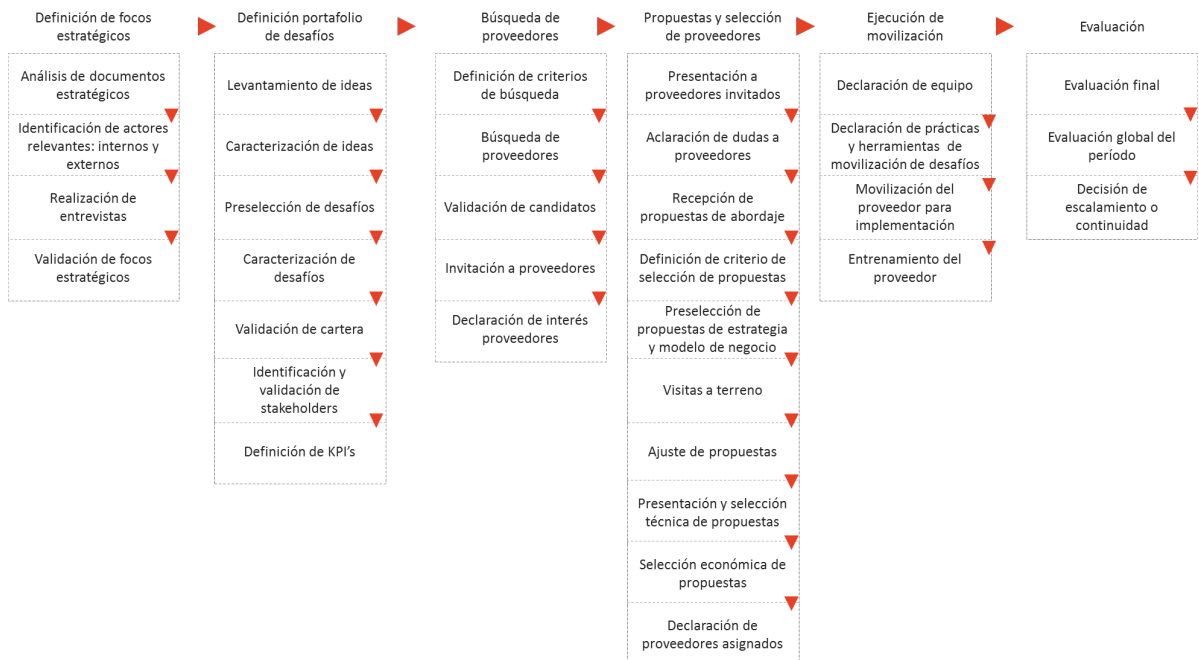 Definición de focos
estratégicos
Definición portafolio
de desafíos
Búsqueda de
proveedores
Propuestas y selección
de proveedores
Ejecución de
movilización
Evaluación
Análisis de documentos
estratégicos
Identificación de actores
relevantes: internos y
externos
Realización de
entrevistas
Validación de focos
estratégicos
Levantamiento de ideas
Caracterización de ideas
Preselección de desafíos
Caracterización de
desafíos
Validación de cartera
Identificación y
validación de
stakeholders
Definición de KPI's
Definición de criterios
de búsqueda
Búsqueda de
proveedores
Validación de candidatos
Invitación a proveedores
Declaración de interés
proveedores
Presentación a
proveedores invitados
Aclaración de dudas a
proveedores
Recepción de
propuestas de abordaje
Definición de criterio de
selección de propuestas
Preselección de
propuestas de estrategia
y modelo de negocio
Visitas a terreno
Ajuste de propuestas
Presentación y selección
técnica de propuestas
Selección económica de
propuestas
Declaración de
proveedores asignados
Declaración de equipo
Declaración de prácticas
y herramientas de
movilización de desafíos
Movilización del
proveedor para
implementación
Entrenamiento del
proveedor
Evaluación final
Evaluación global del
período
Decisión de
escalamiento o
continuidad